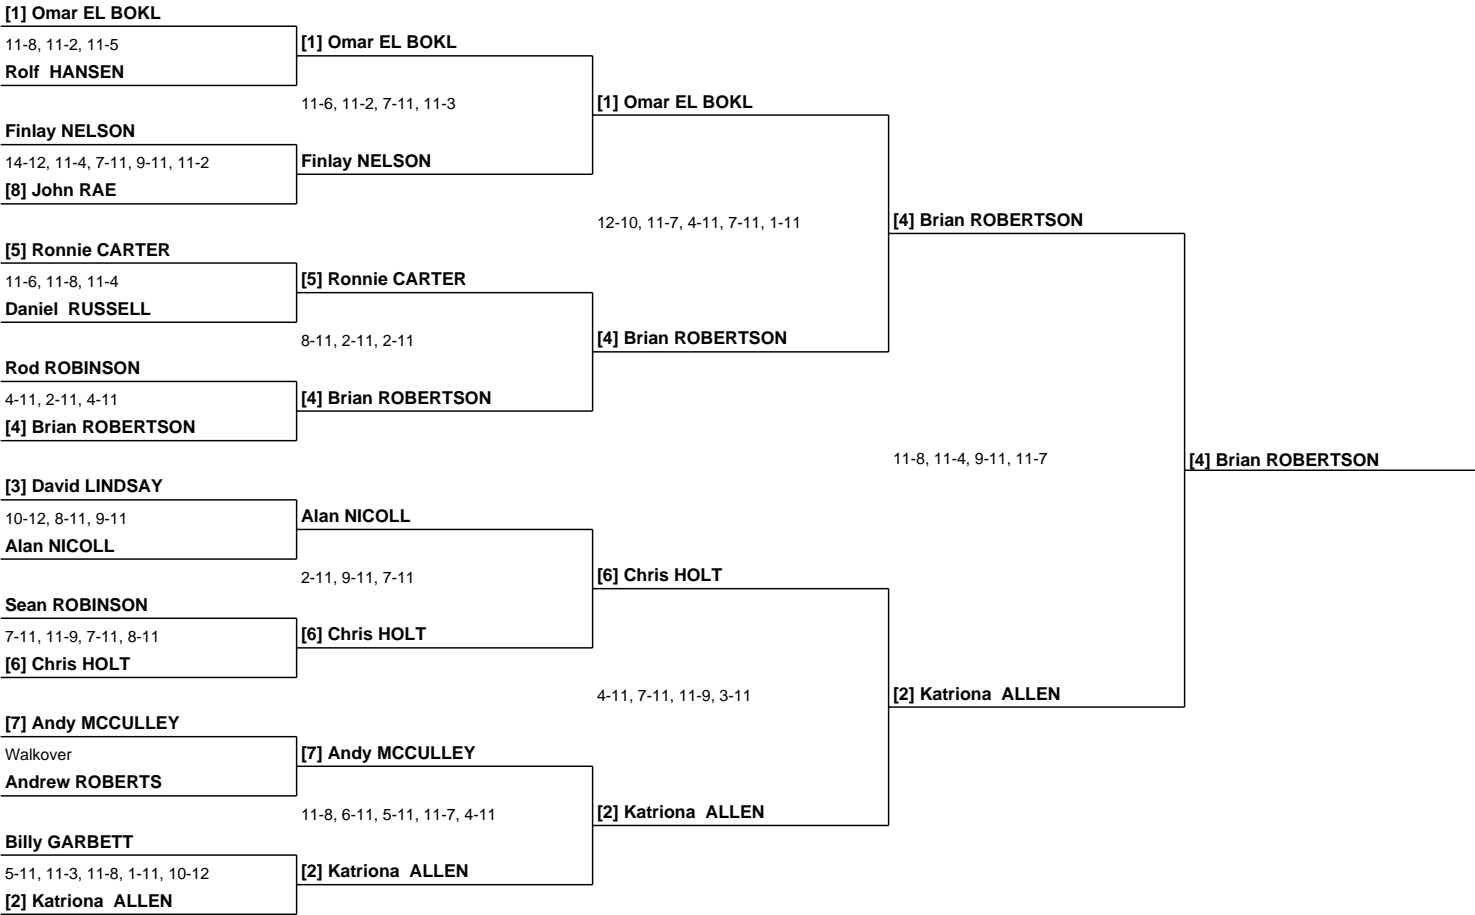 [1] Omar EL BOKL
11-8, 11-2, 11-5
[1] Omar EL BOKL
Rolf HANSEN
11-6, 11-2, 7-11, 11-3
[1] Omar EL BOKL
Finlay NELSON
14-12, 11-4, 7-11, 9-11, 11-2
Finlay NELSON
[8] John RAE
12-10, 11-7, 4-11, 7-11, 1-11
[4] Brian ROBERTSON
[5] Ronnie CARTER
11-6, 11-8, 11-4
[5] Ronnie CARTER
Daniel RUSSELL
8-11, 2-11, 2-11
[4] Brian ROBERTSON
Rod ROBINSON
4-11, 2-11, 4-11
[4] Brian ROBERTSON
[4] Brian ROBERTSON
11-8, 11-4, 9-11, 11-7
[4] Brian ROBERTSON
[3] David LINDSAY
10-12, 8-11, 9-11
Alan NICOLL
Alan NICOLL
2-11, 9-11, 7-11
[6] Chris HOLT
Sean ROBINSON
7-11, 11-9, 7-11, 8-11
[6] Chris HOLT
[6] Chris HOLT
4-11, 7-11, 11-9, 3-11
[2] Katriona ALLEN
[7] Andy MCCULLEY
Walkover
[7] Andy MCCULLEY
Andrew ROBERTS
11-8, 6-11, 5-11, 11-7, 4-11
[2] Katriona ALLEN
Billy GARBETT
5-11, 11-3, 11-8, 1-11, 10-12
[2] Katriona ALLEN
[2] Katriona ALLEN